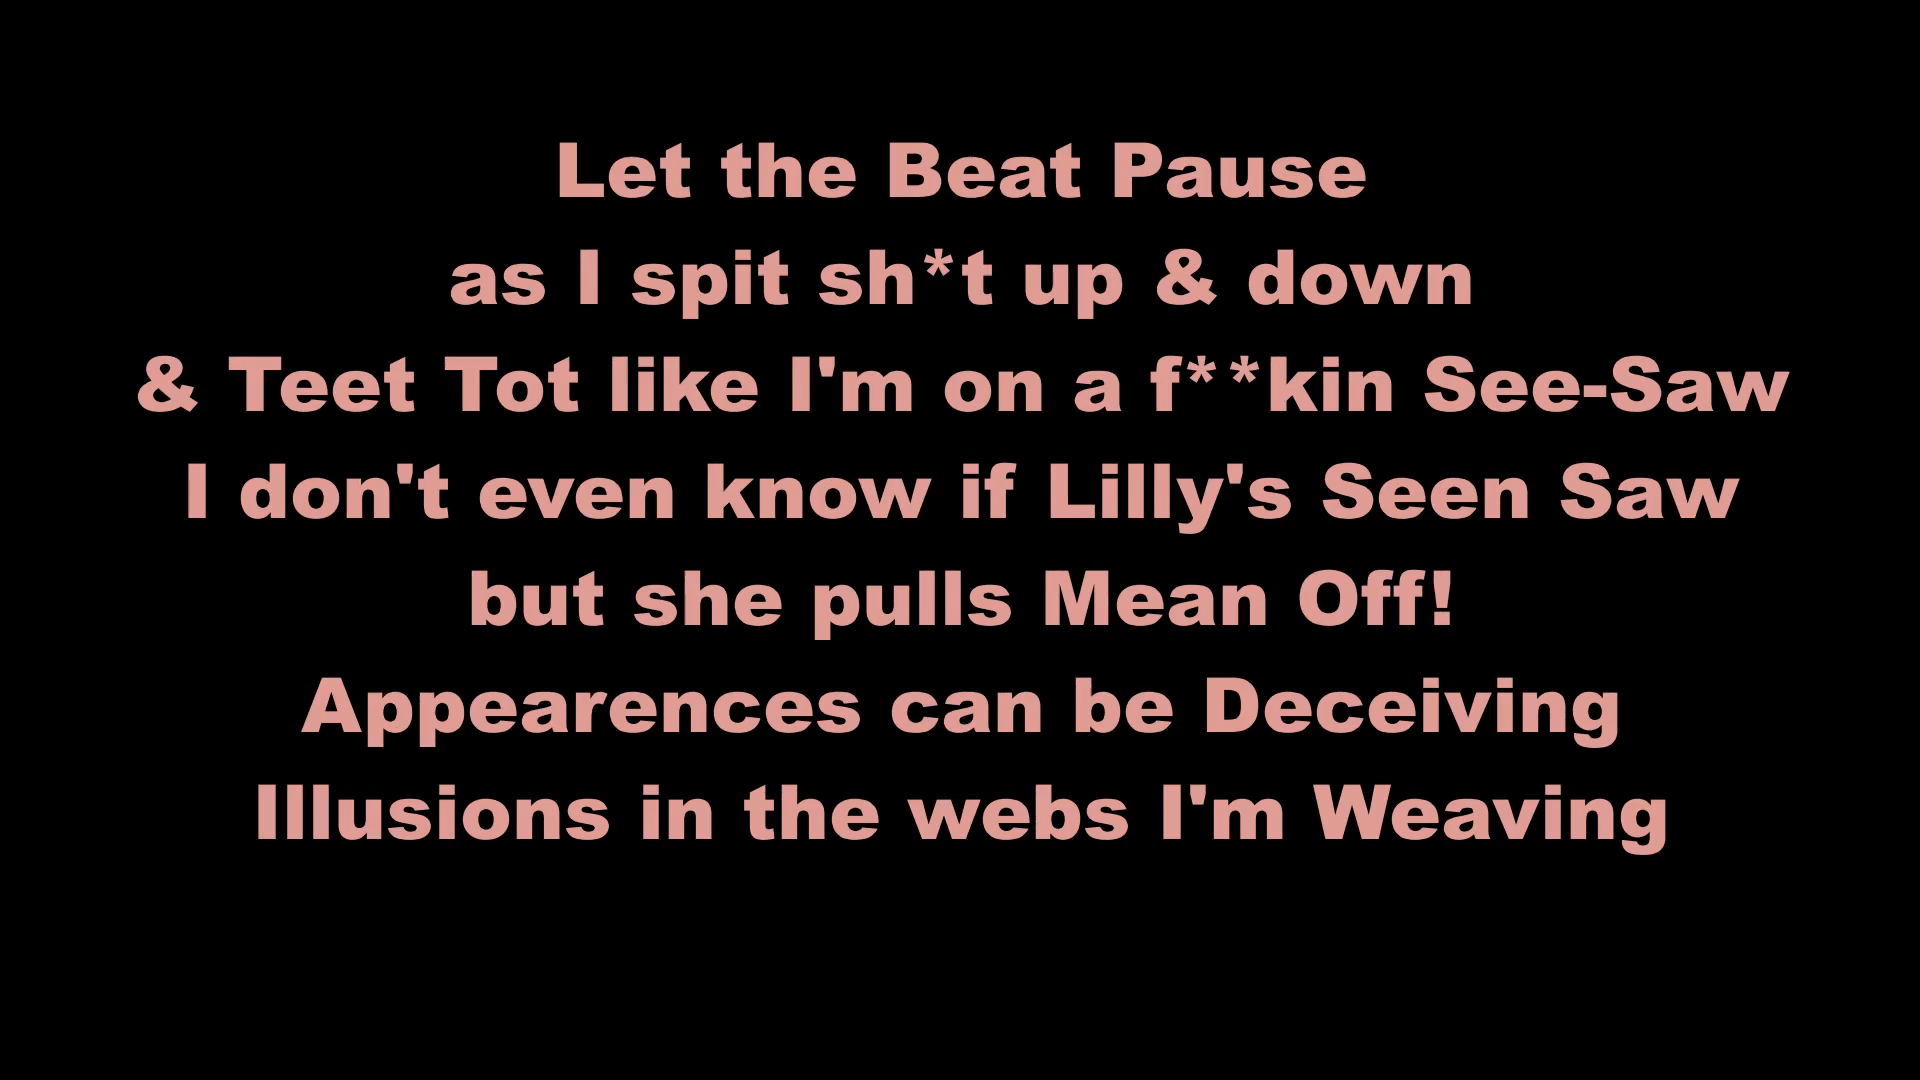 Let the Beat Pause
as I spit sh*t up & down
& Teet Tot like I'm on a f**kin See-Saw
I don't even know if Lilly's Seen Saw
but she pulls Mean Off!
Appearences can be Deceiving
Illusions in the webs I'm Weaving